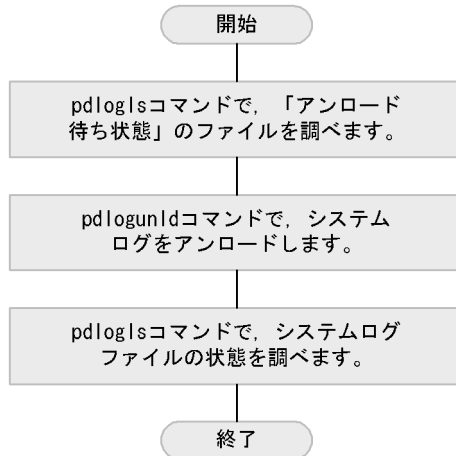 開始
pdloglsコマンドで，「アンロード
待ち状態」のファイルを調べます。
pdlogunldコマンドで，システム
ログをアンロードします。
pdloglsコマンドで，システムログ
ファイルの状態を調べます。
終了